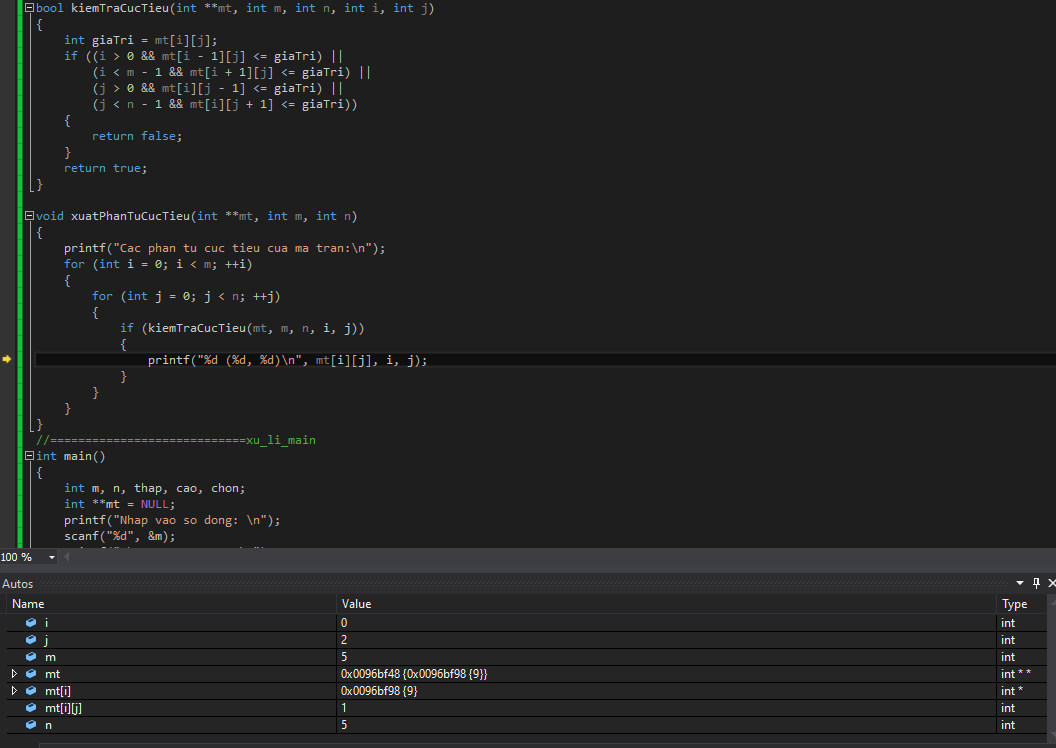 bool kiemTraCucTieu(int **mt, int m, int n, int i, int j)
{
int giaTri = mt[i][j];
if ((i > 0 && mt[i - 1][j] <= giaTri) ||
(i < m - 1 && mt[i + 1][j] <= giaTri) ||
(j > 0 && mt[i][j - 1] <= giaTri) ||
(j < n - 1 && mt[i][j + 1] <= giaTri))
{
return false;
}
return true;
}
void xuatPhanTuCucTieu(int **mt, int m, int n)
{
printf("Cac phan tu cuc tieu cua ma tran:\n");
for (int i = 0; i < m; ++i)
{
for (int j = 0; j < n; ++j)
{
if (kiemTraCucTieu(mt, m, n, i, j))
{
printf("%d (%d, %d)\n", mt[i][j], i, j);
}
}
}
}
//============================xu_li_main
int main()
{
int m, n, thap, cao, chon;
int **mt = NULL;
printf("Nhap vao so dong: \n");
scanf("%d", &m);
100 %
Autos
Name Value Type
i 0 int
j 2 int
m 5 int
mt 0x0096bf48 {0x0096bf98 {9}} int * *
mt[i] 0x0096bf98 {9} int *
mt[i][j] 1 int
n 5 int